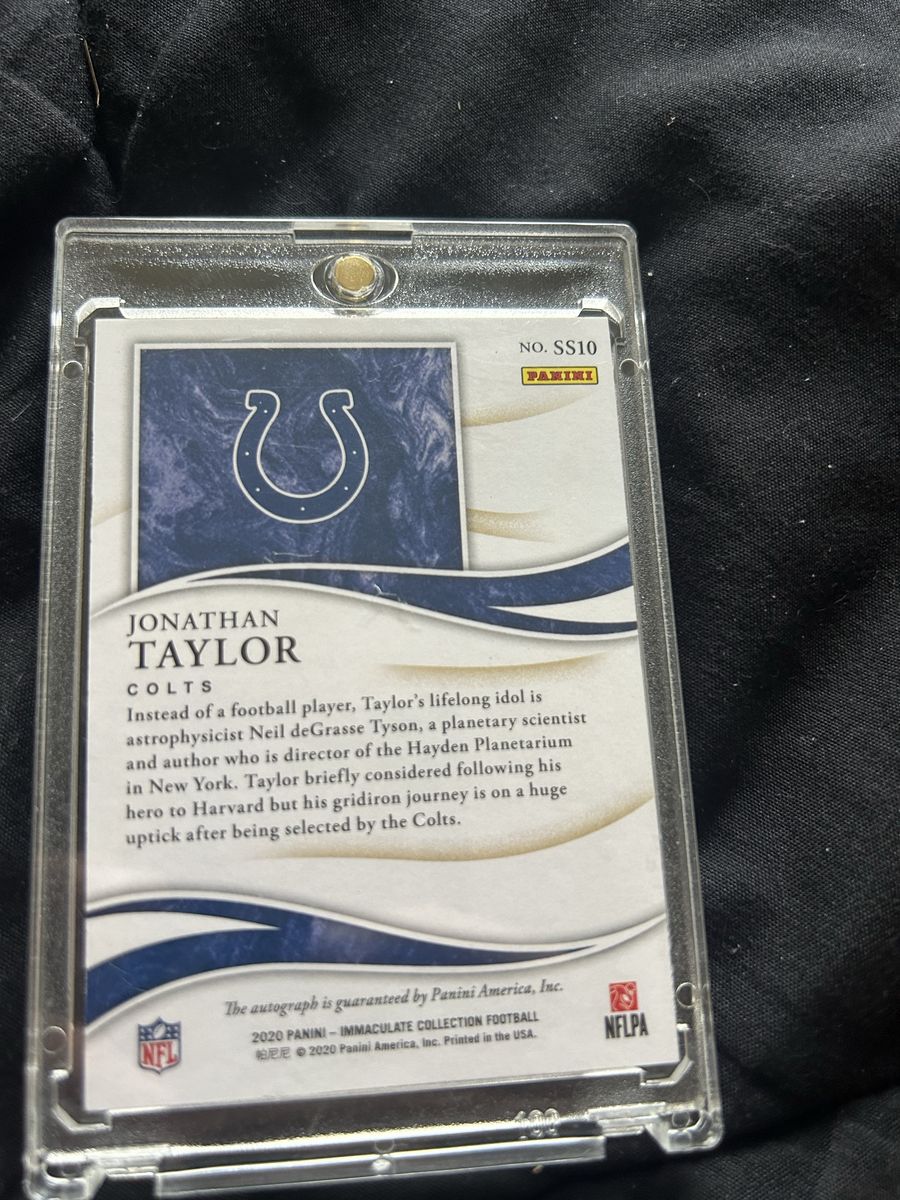 NO. SS10
PANINI
JONATHAN
TAYLOR
COLTS
Instead of a football player, Taylor's lifelong idol is
astrophysicist Neil deGrasse Tyson, a planetary scientist
and author who is director of the Hayden Planetarium
in New York. Taylor briefly considered following his
hero to Harvard but his gridiron journey is on a huge
uptick after being selected by the Colts.
The autograph is guaranteed by Panini America, Inc.
2020 PANINI – IMMACULATE COLLECTION FOOTBALL
帕尼尼 © 2020 Panini America, Inc. Printed in the USA.
NFL
NFLPA